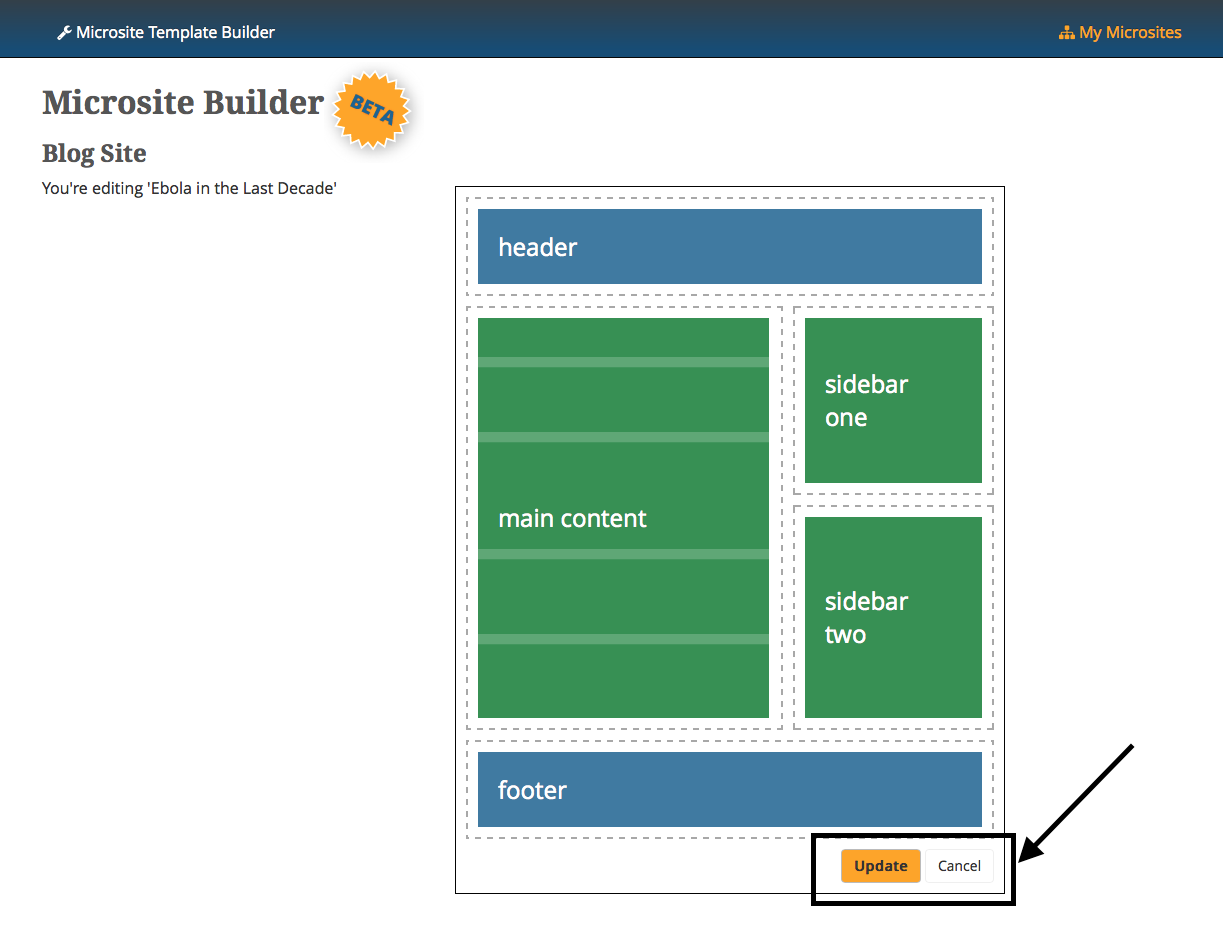 Microsite Template Builder
My Microsites
Microsite Builder
BETA
Blog Site
You're editing 'Ebola in the Last Decade'
header
main content
sidebar
one
sidebar
two
footer
Update
Cancel